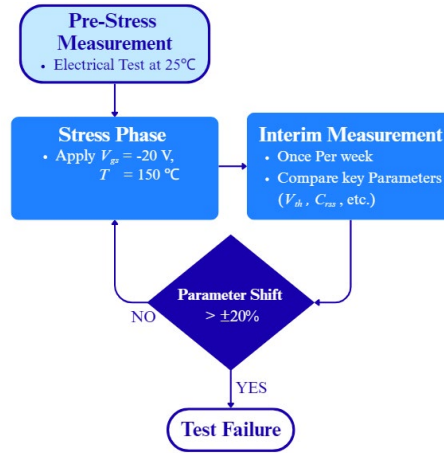 Pre-Stress
Measurement
• Electrical Test at 25℃
Stress Phase
• Apply V_gs = -20 V,
T = 150 ℃
Interim Measurement
• Once Per week
• Compare key Parameters
(V_th , C_rss , etc.)
Parameter Shift
> ±20%
NO
YES
Test Failure